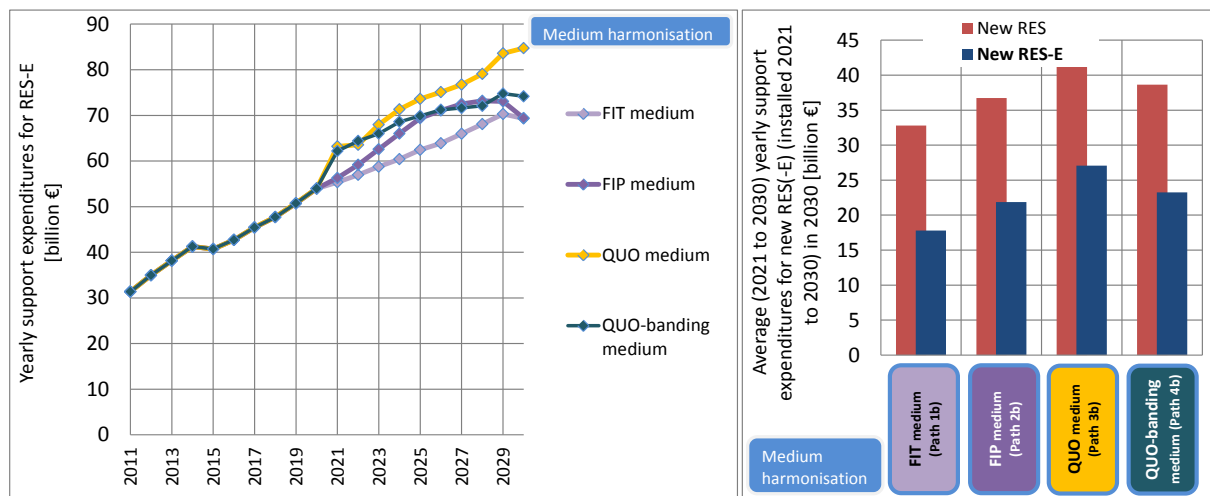 Yearly support expenditures for RES-E
[billion €]
90
80
70
60
50
40
30
20
10
0
2011
2013
2015
2017
2019
2021
2023
2025
2027
2029
Medium harmonisation
FIT medium
FIP medium
QUO medium
QUO-banding
medium
Average (2021 to 2030) yearly support
expenditures for new RES(-E) (installed 2021
to 2030) in 2030 [billion €]
New RES
New RES-E
45
40
35
30
25
20
15
10
5
0
FIT medium
(Path 1b)
FIP medium
(Path 2b)
QUO medium
(Path 3b)
QUO-banding
medium (Path 4b)
Medium
harmonisation